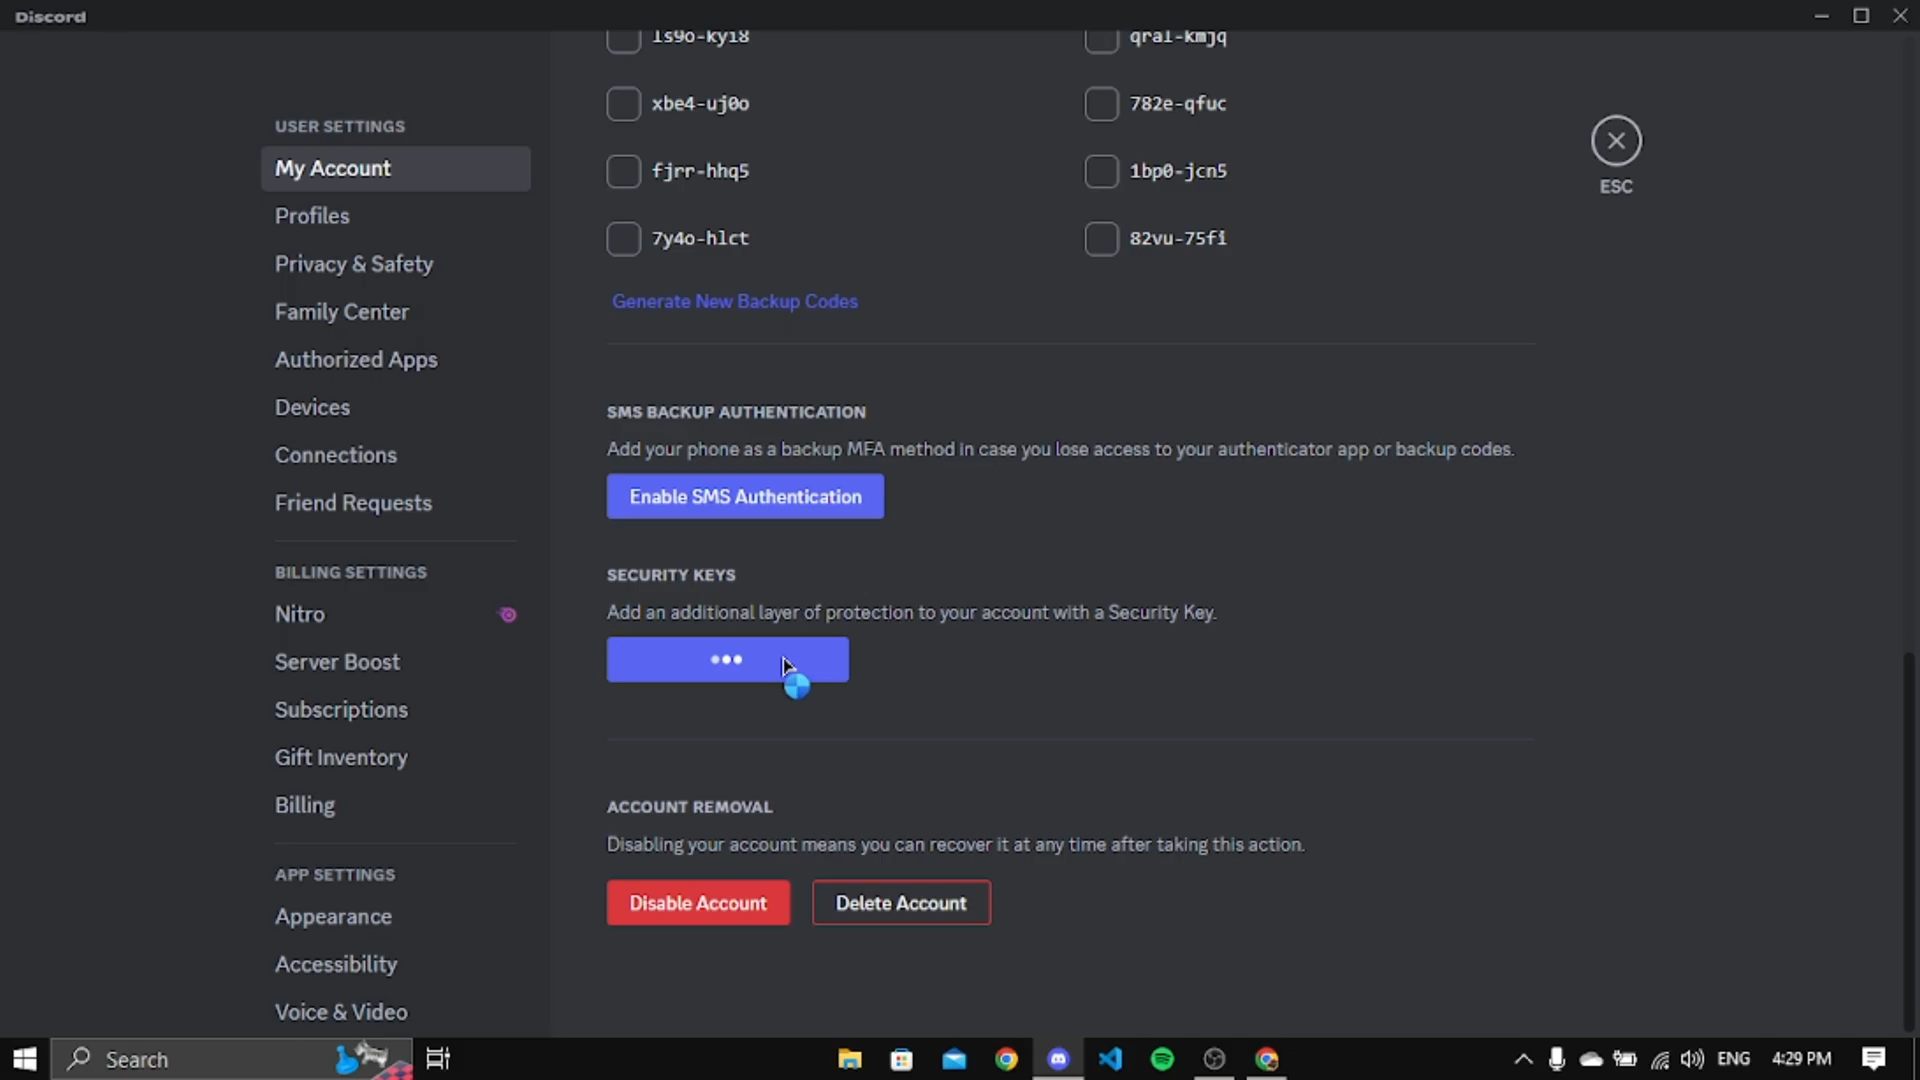 Discord
USER SETTINGS
My Account
Profiles
Privacy & Safety
Family Center
Authorized Apps
Devices
Connections
Friend Requests
BILLING SETTINGS
Nitro
Server Boost
Subscriptions
Gift Inventory
Billing
APP SETTINGS
Appearance
Accessibility
Voice & Video
ls9o-kyi8 qral-kmjq
xbe4-uj0o 782e-qfuc
fjrr-hhq5 1bp0-jcn5
7y4o-hlct 82vu-75fi
Generate New Backup Codes
SMS BACKUP AUTHENTICATION
Add your phone as a backup MFA method in case you lose access to your authenticator app or backup codes.
Enable SMS Authentication
SECURITY KEYS
Add an additional layer of protection to your account with a Security Key.
ACCOUNT REMOVAL
Disabling your account means you can recover it at any time after taking this action.
Disable Account Delete Account
ESC
Search
ENG
4:29 PM